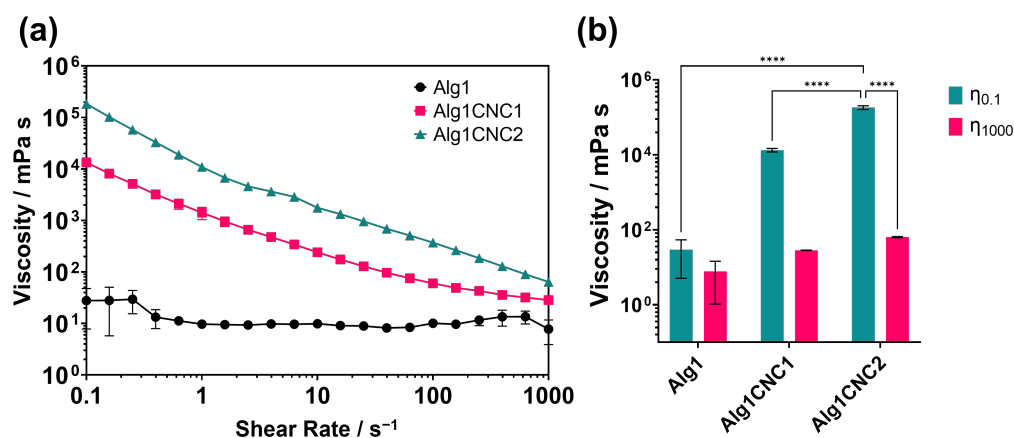 (a)
Viscosity / mPa s
10⁶
10⁵
10⁴
10³
10²
10¹
10⁰
0.1 1 10 100 1000
Shear Rate / s⁻¹
Alg1
Alg1CNC1
Alg1CNC2
(b)
Viscosity / mPa s
10⁶
10⁴
10²
10⁰
****
**** ****
Alg1
Alg1CNC1
Alg1CNC2
η₀.₁
η₁₀₀₀